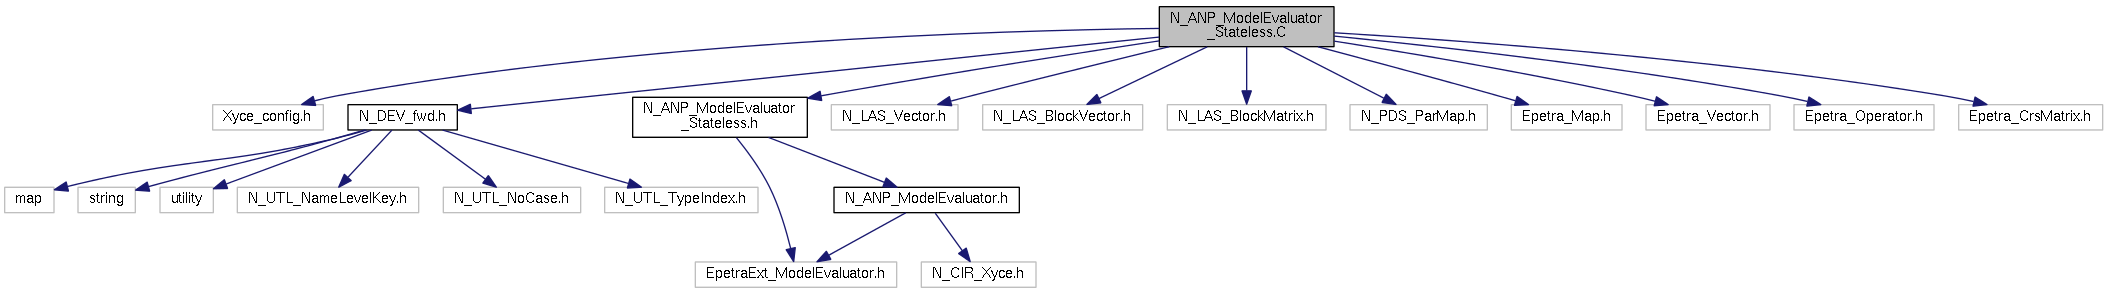 N_ANP_ModelEvaluator
_Stateless.C
Xyce_config.h
N_DEV_fwd.h
N_ANP_ModelEvaluator
_Stateless.h
N_LAS_Vector.h
N_LAS_BlockVector.h
N_LAS_BlockMatrix.h
N_PDS_ParMap.h
Epetra_Map.h
Epetra_Vector.h
Epetra_Operator.h
Epetra_CrsMatrix.h
map
string
utility
N_UTL_NameLevelKey.h
N_UTL_NoCase.h
N_UTL_TypeIndex.h
N_ANP_ModelEvaluator.h
EpetraExt_ModelEvaluator.h
N_CIR_Xyce.h